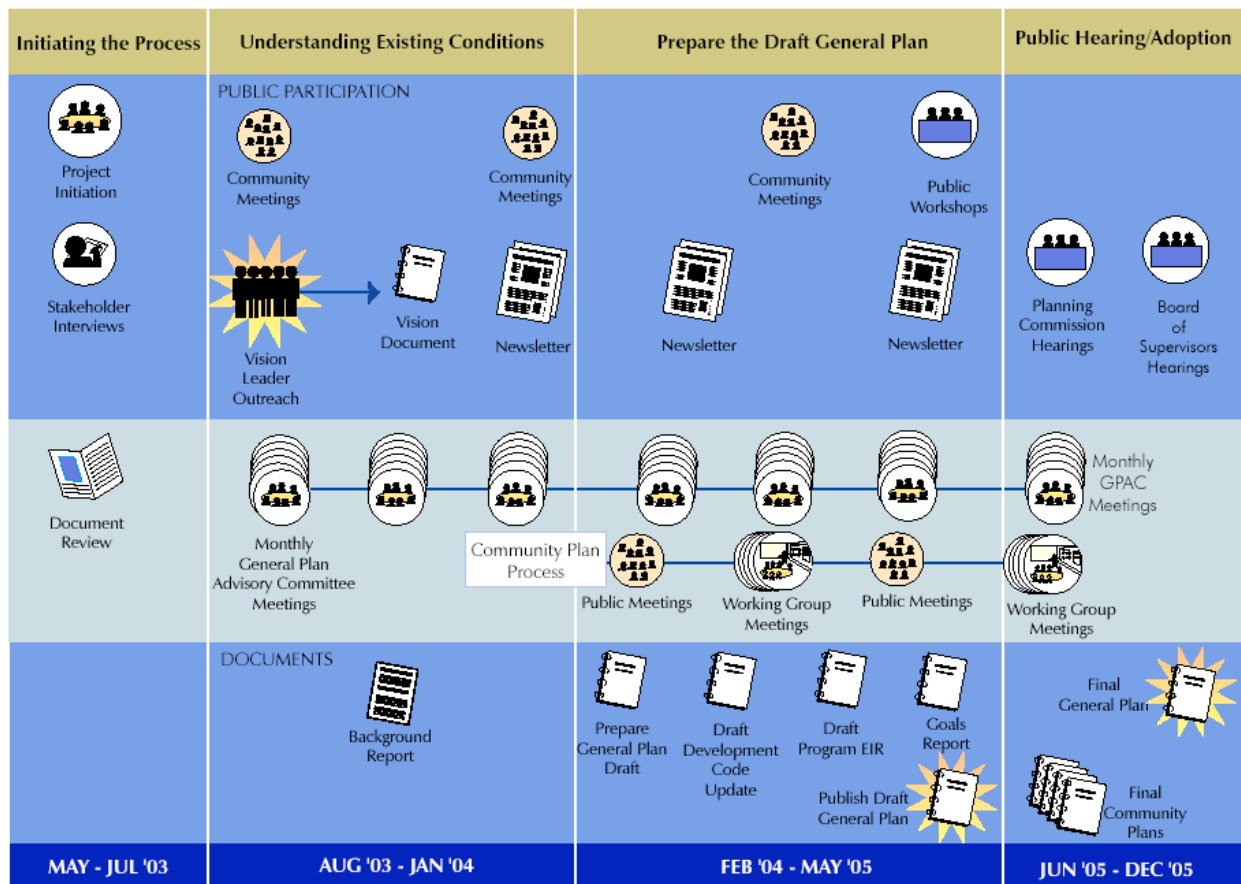 Initiating the Process
Understanding Existing Conditions
Prepare the Draft General Plan
Public Hearing/Adoption
PUBLIC PARTICIPATION
Project
Initiation
Community
Meetings
Community
Meetings
Community
Meetings
Public
Workshops
Stakeholder
Interviews
Vision
Leader
Outreach
Vision
Document
Newsletter
Newsletter
Newsletter
Planning
Commission
Hearings
Board
of
Supervisors
Hearings
Document
Review
Monthly
General Plan
Advisory Committee
Meetings
Monthly
GPAC
Meetings
Community Plan
Process
Public Meetings
Working Group
Meetings
Public Meetings
Working Group
Meetings
DOCUMENTS
Background
Report
Prepare
General Plan
Draft
Draft
Development
Code
Update
Draft
Program EIR
Goals
Report
Publish Draft
General Plan
Final
General Plan
Final
Community
Plans
MAY - JUL '03
AUG '03 - JAN '04
FEB '04 - MAY '05
JUN '05 - DEC '05